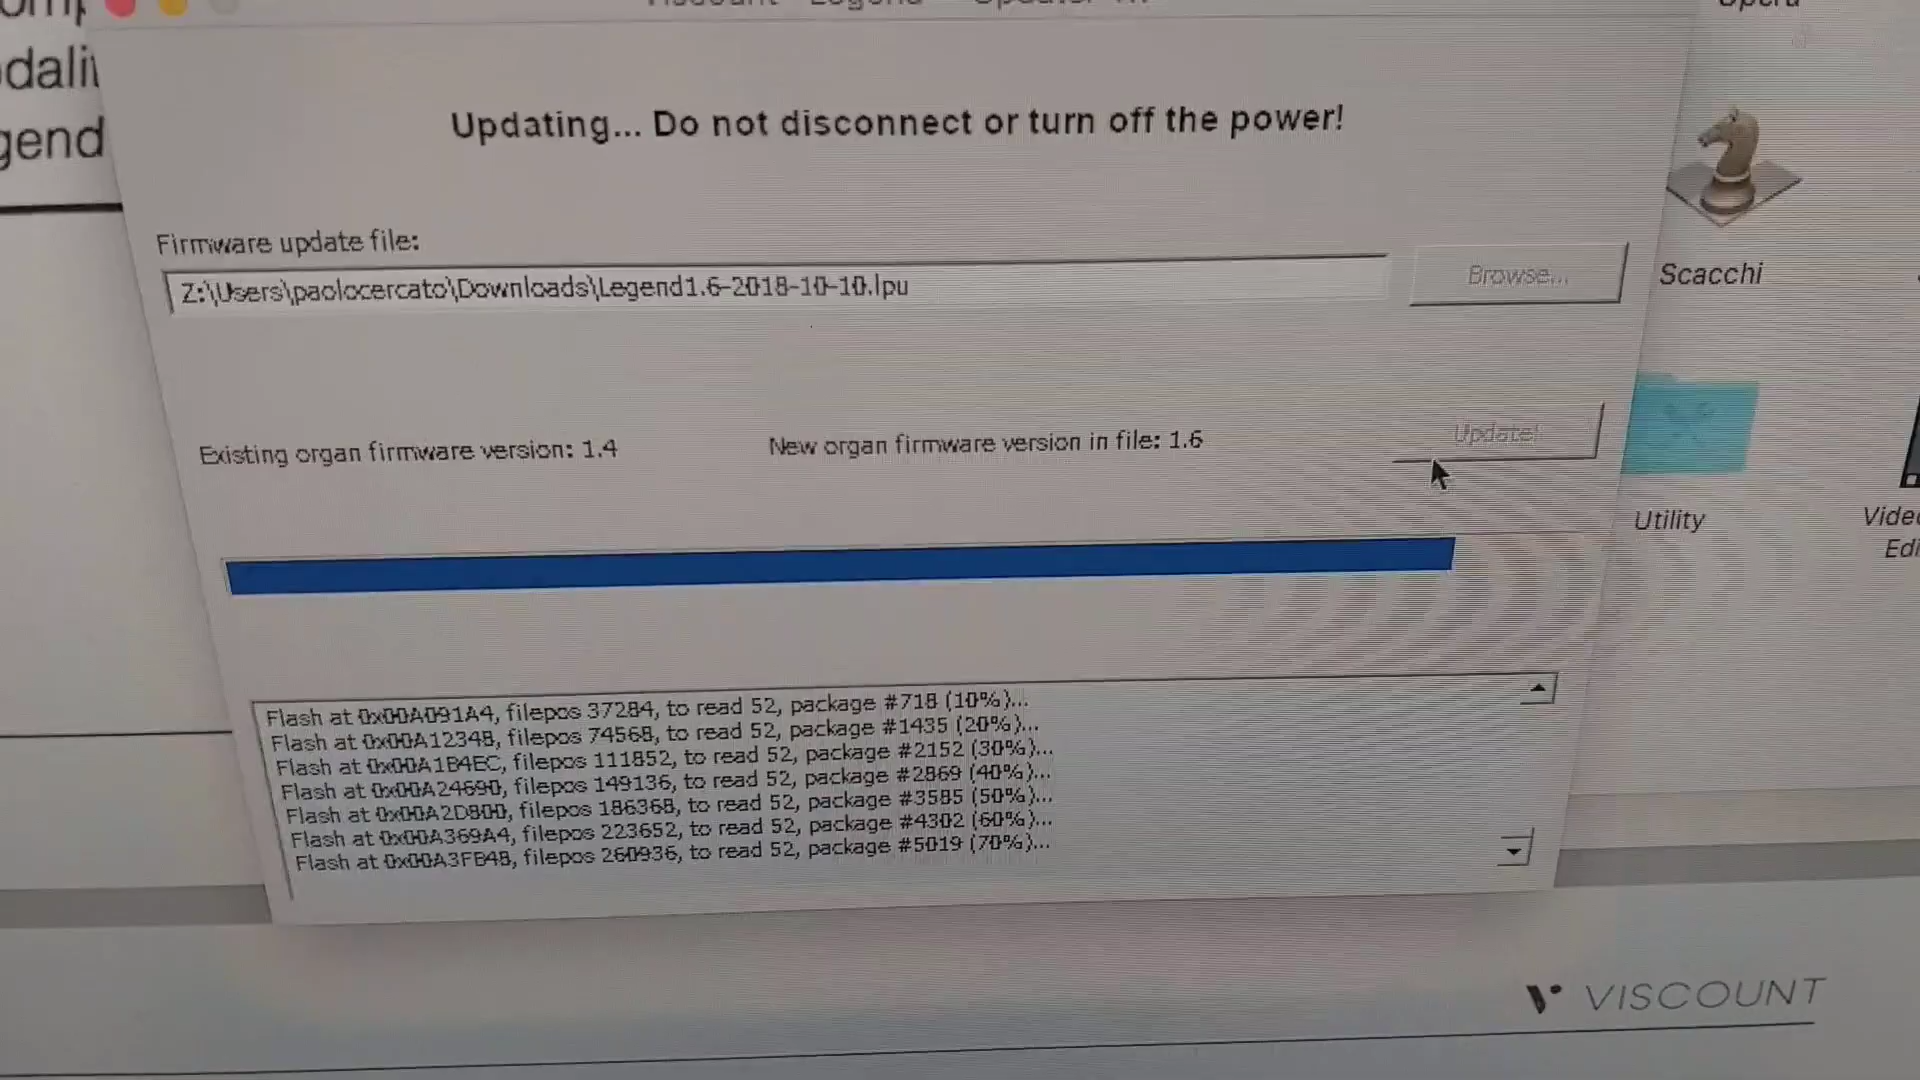 Updating... Do not disconnect or turn off the power!
Firmware update file:
Z:\Users\paolocercato\Downloads\Legend1.6-2018-10-10.lpu
Browse...
Scacchi
Existing organ firmware version: 1.4
New organ firmware version in file: 1.6
Update!
Utility
Flash at 0x00A091A4, filepos 37284, to read 52, package #718 (10%)...
Flash at 0x00A12348, filepos 74568, to read 52, package #1435 (20%)...
Flash at 0x00A1B4EC, filepos 111852, to read 52, package #2152 (30%)...
Flash at 0x00A24690, filepos 149136, to read 52, package #2869 (40%)...
Flash at 0x00A2D800, filepos 186368, to read 52, package #3585 (50%)...
Flash at 0x00A369A4, filepos 223652, to read 52, package #4302 (60%)...
Flash at 0x00A3FB48, filepos 260936, to read 52, package #5019 (70%)...
VISCOUNT